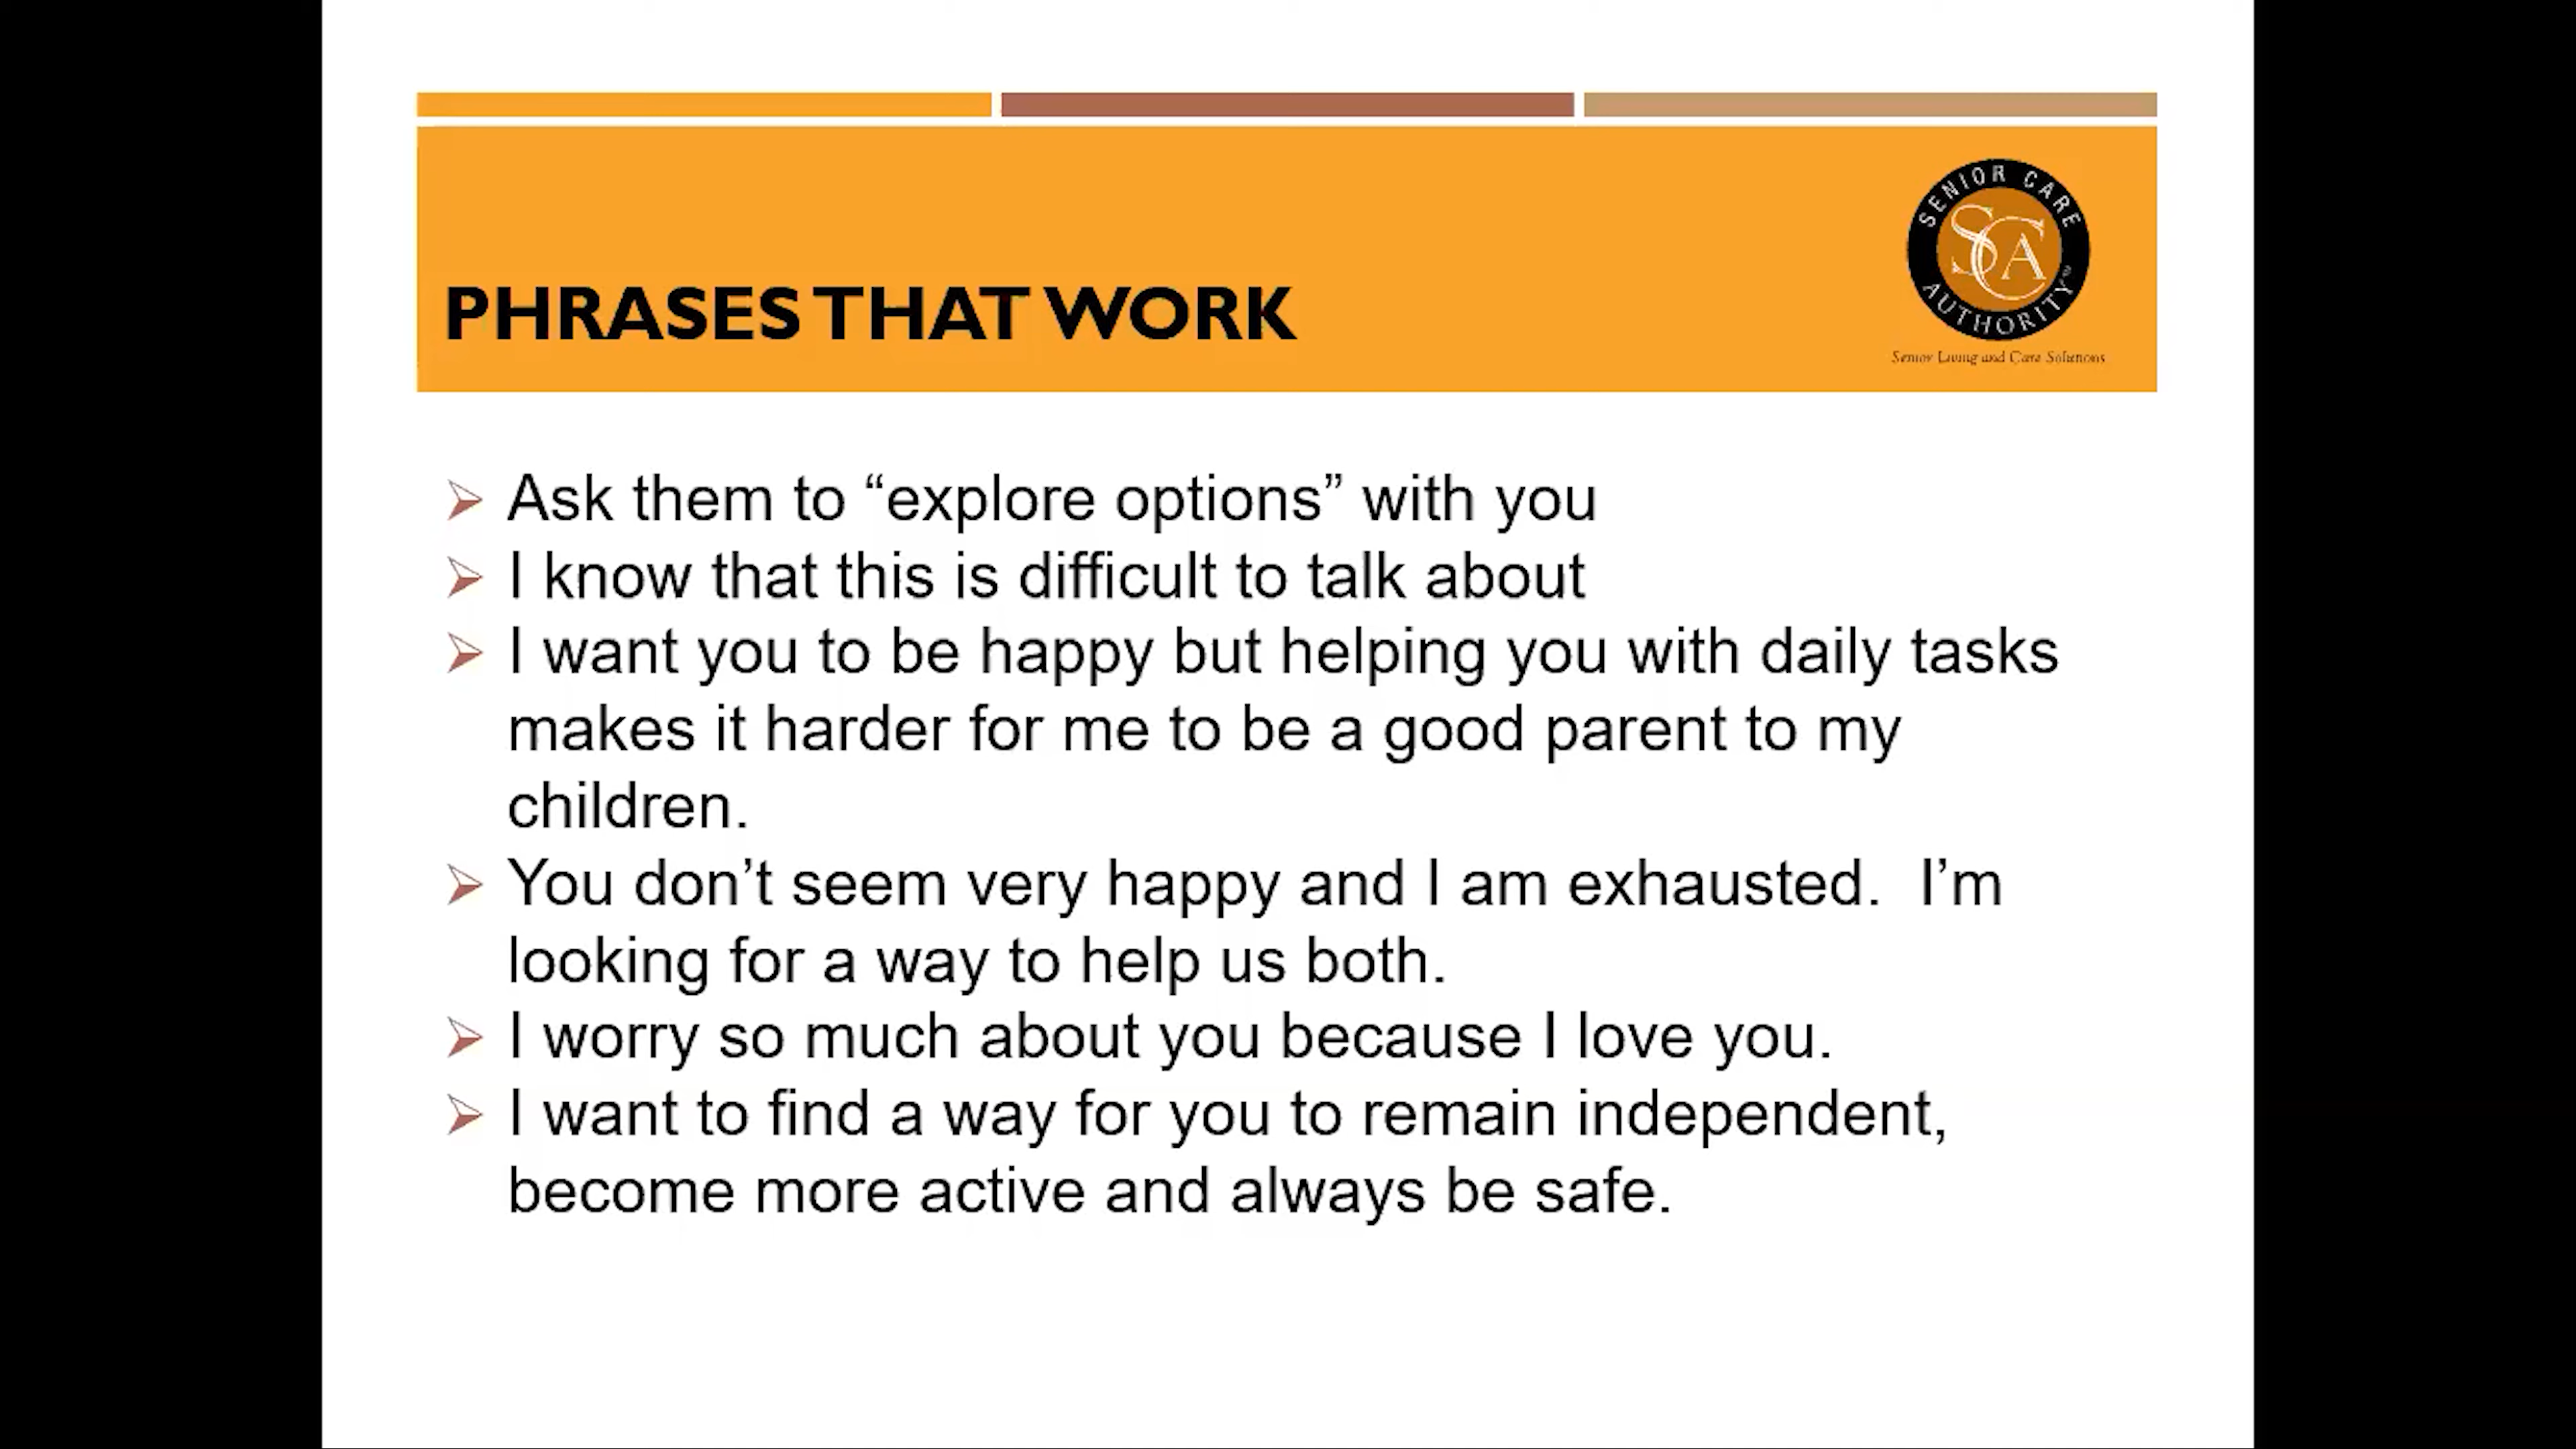 SENIOR CARE
SCA
AUTHORITY
Senior Living and Care Solutions
PHRASES THAT WORK
Ask them to “explore options” with you
I know that this is difficult to talk about
I want you to be happy but helping you with daily tasks
makes it harder for me to be a good parent to my
children.
You don’t seem very happy and I am exhausted.  I’m
looking for a way to help us both.
I worry so much about you because I love you.
I want to find a way for you to remain independent,
become more active and always be safe.